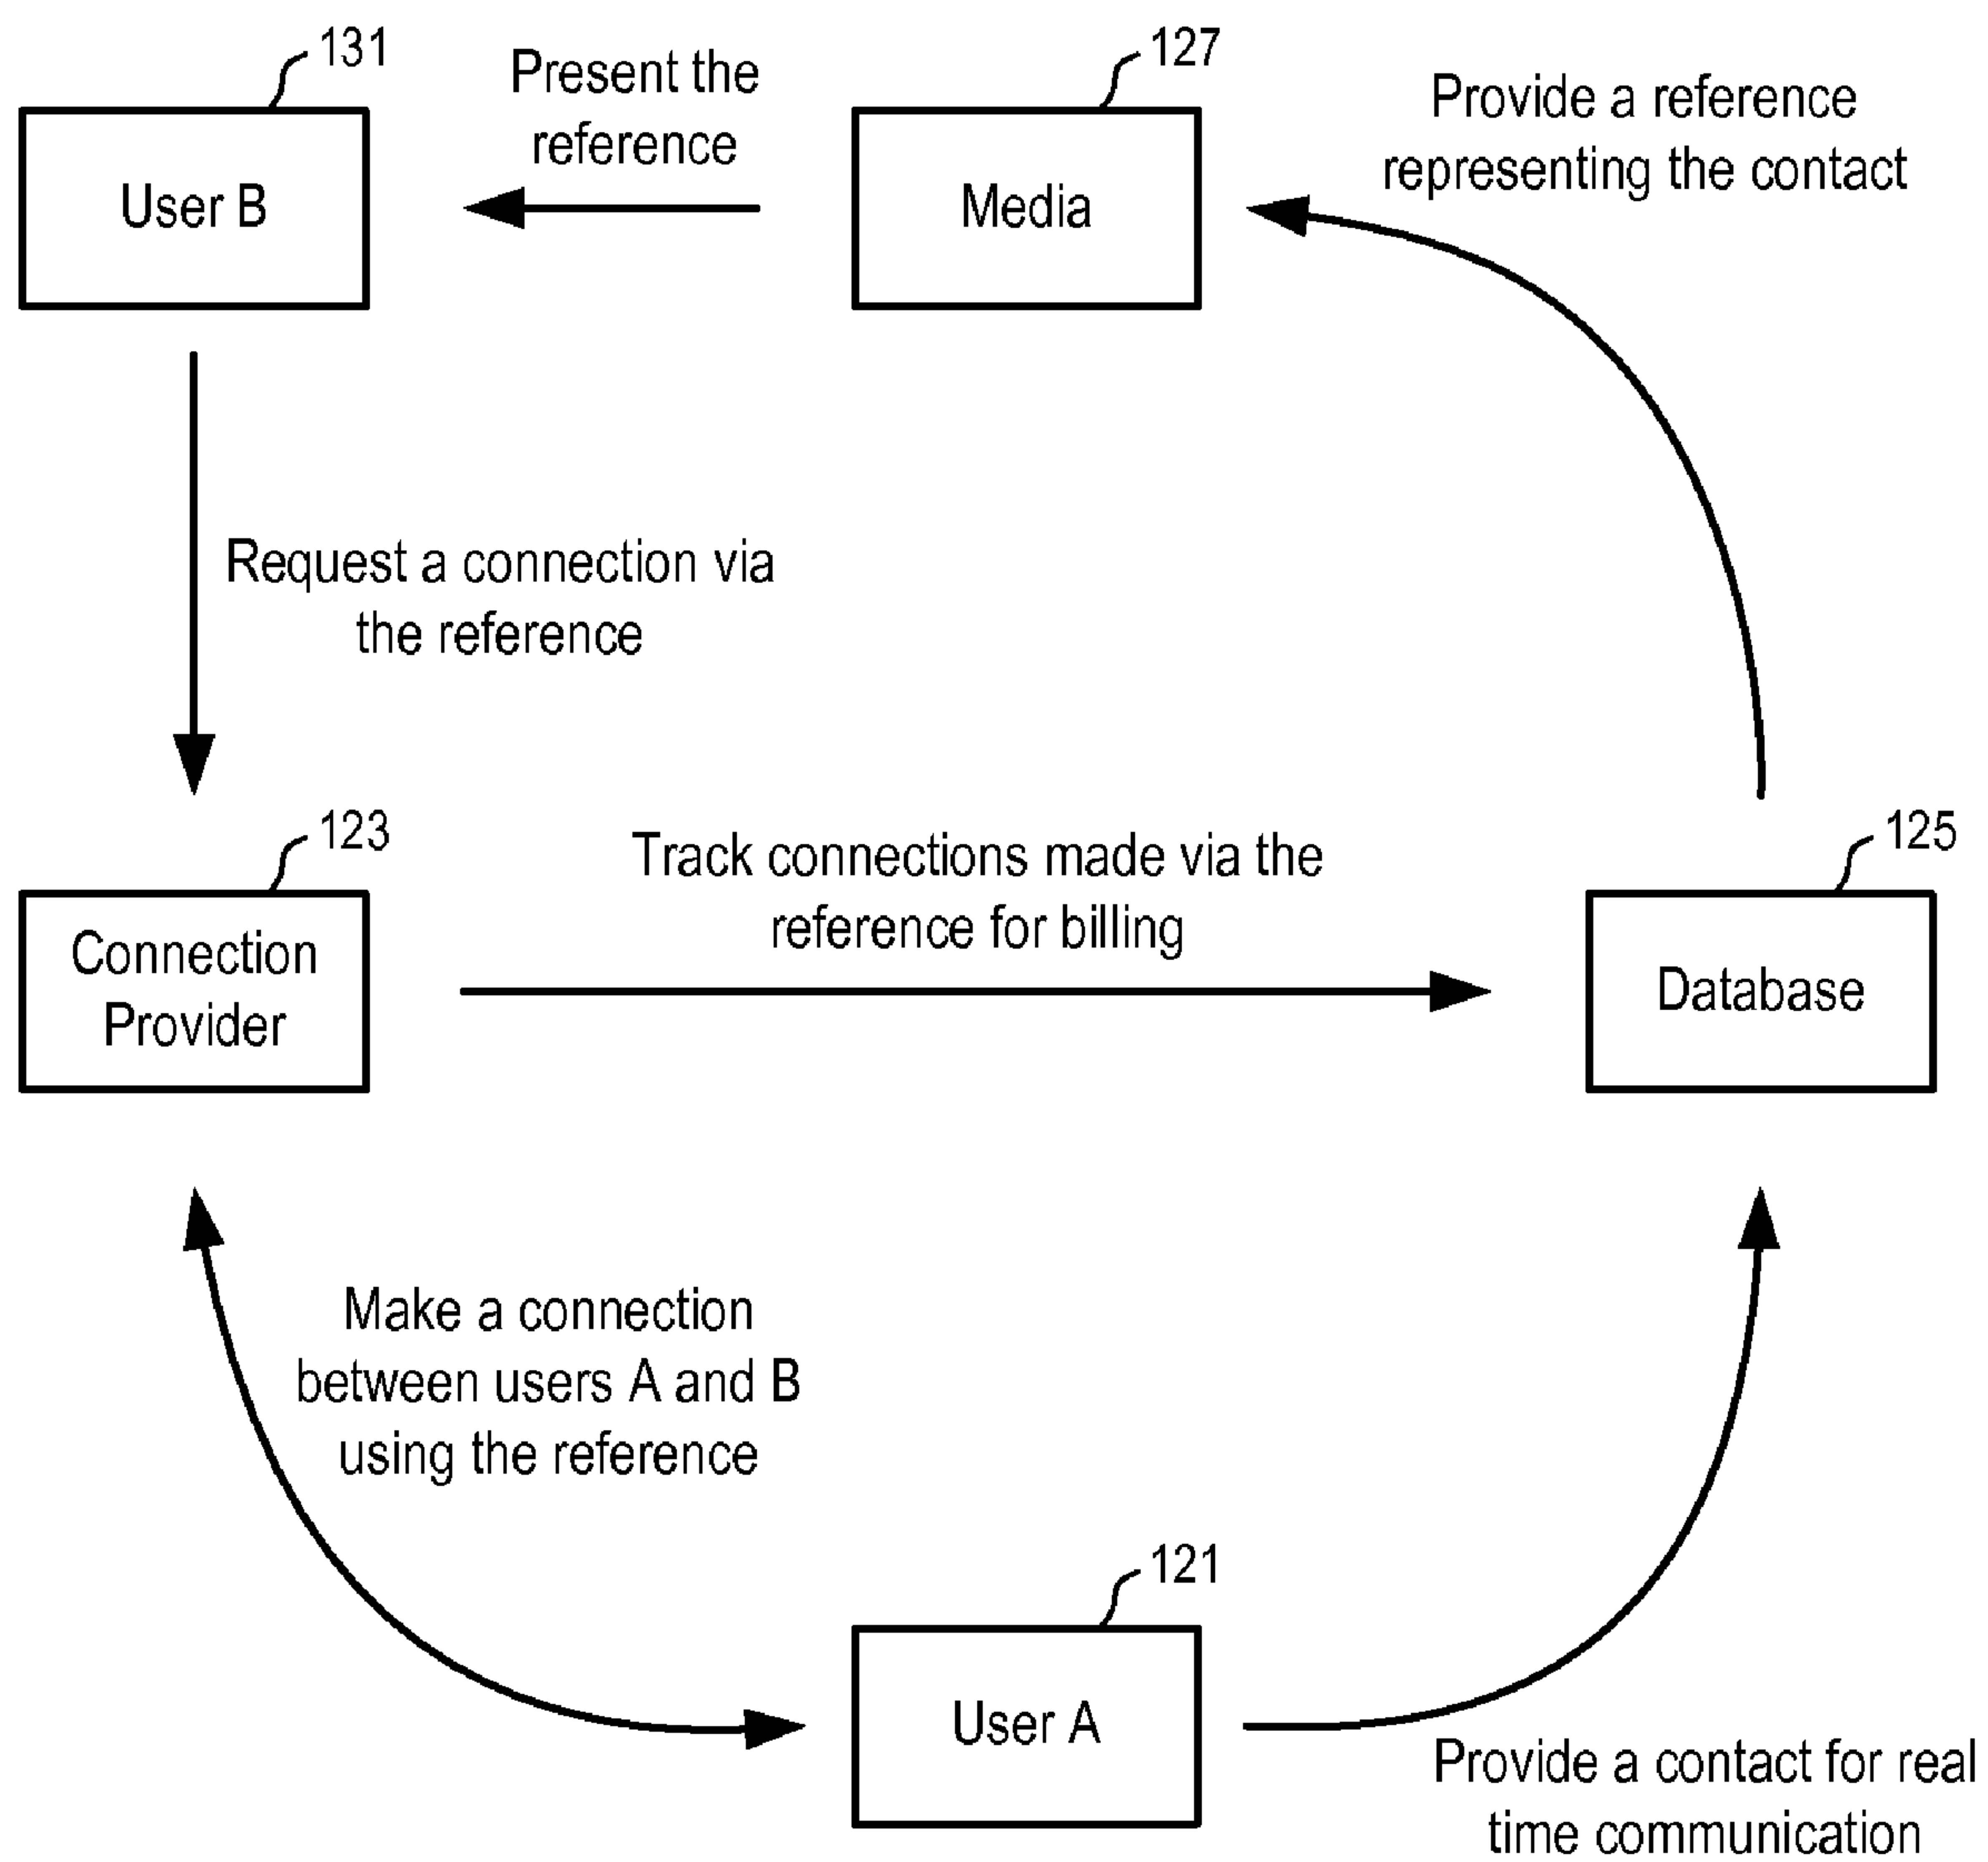 131
Present the
reference
127
Provide a reference
representing the contact
User B
Media
Request a connection via
the reference
123
Track connections made via the
reference for billing
125
Connection
Provider
Database
Make a connection
between users A and B
using the reference
121
User A
Provide a contact for real
time communication